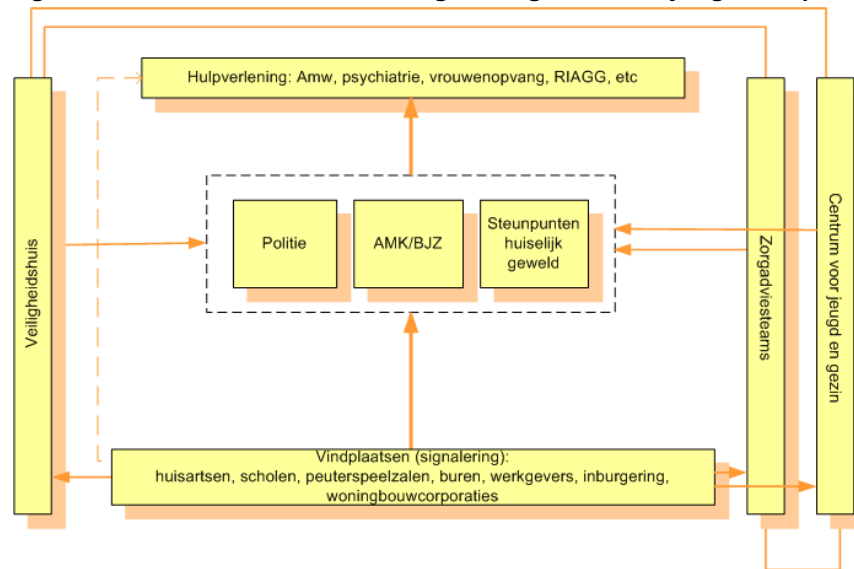 Hulpverlening: Amw, psychiatrie, vrouwenopvang, RIAGG, etc
Veiligheidshuis
Politie
AMK/BJZ
Steunpunten
huiselijk
geweld
Zorgadviesteams
Centrum voor jeugd en gezin
Vindplaatsen (signalering):
huisartsen, scholen, peuterspeelzalen, buren, werkgevers, inburgering,
woningbouwcorporaties